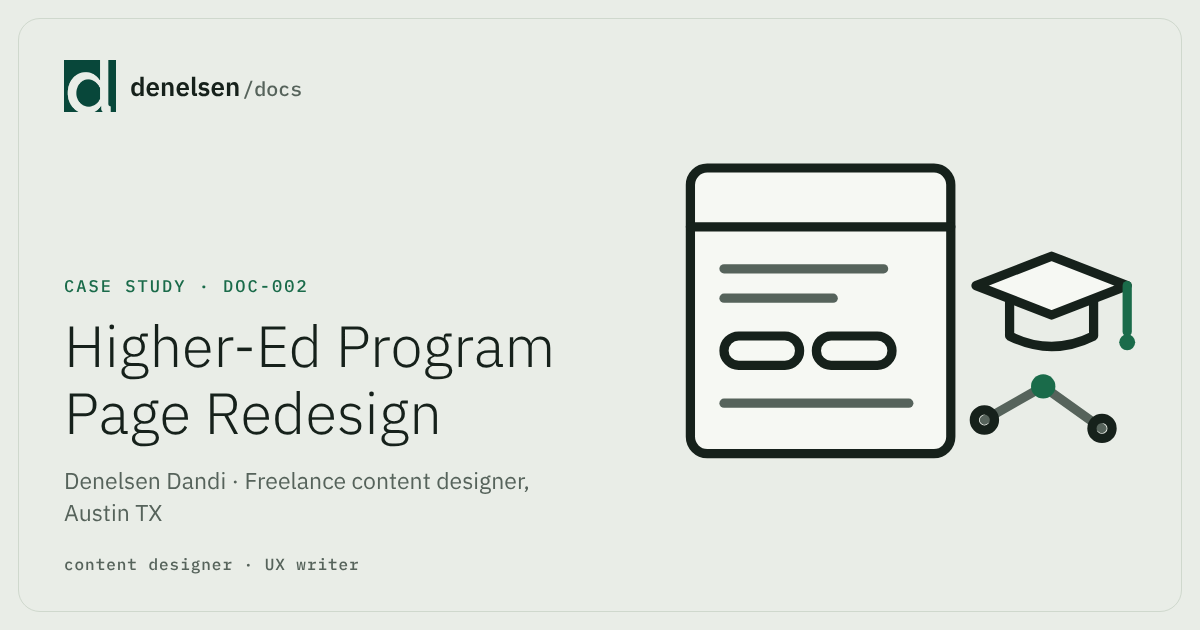 d denelsen/docs
CASE STUDY · DOC-002
Higher-Ed Program
Page Redesign
Denelsen Dandi · Freelance content designer,
Austin TX
content designer · UX writer